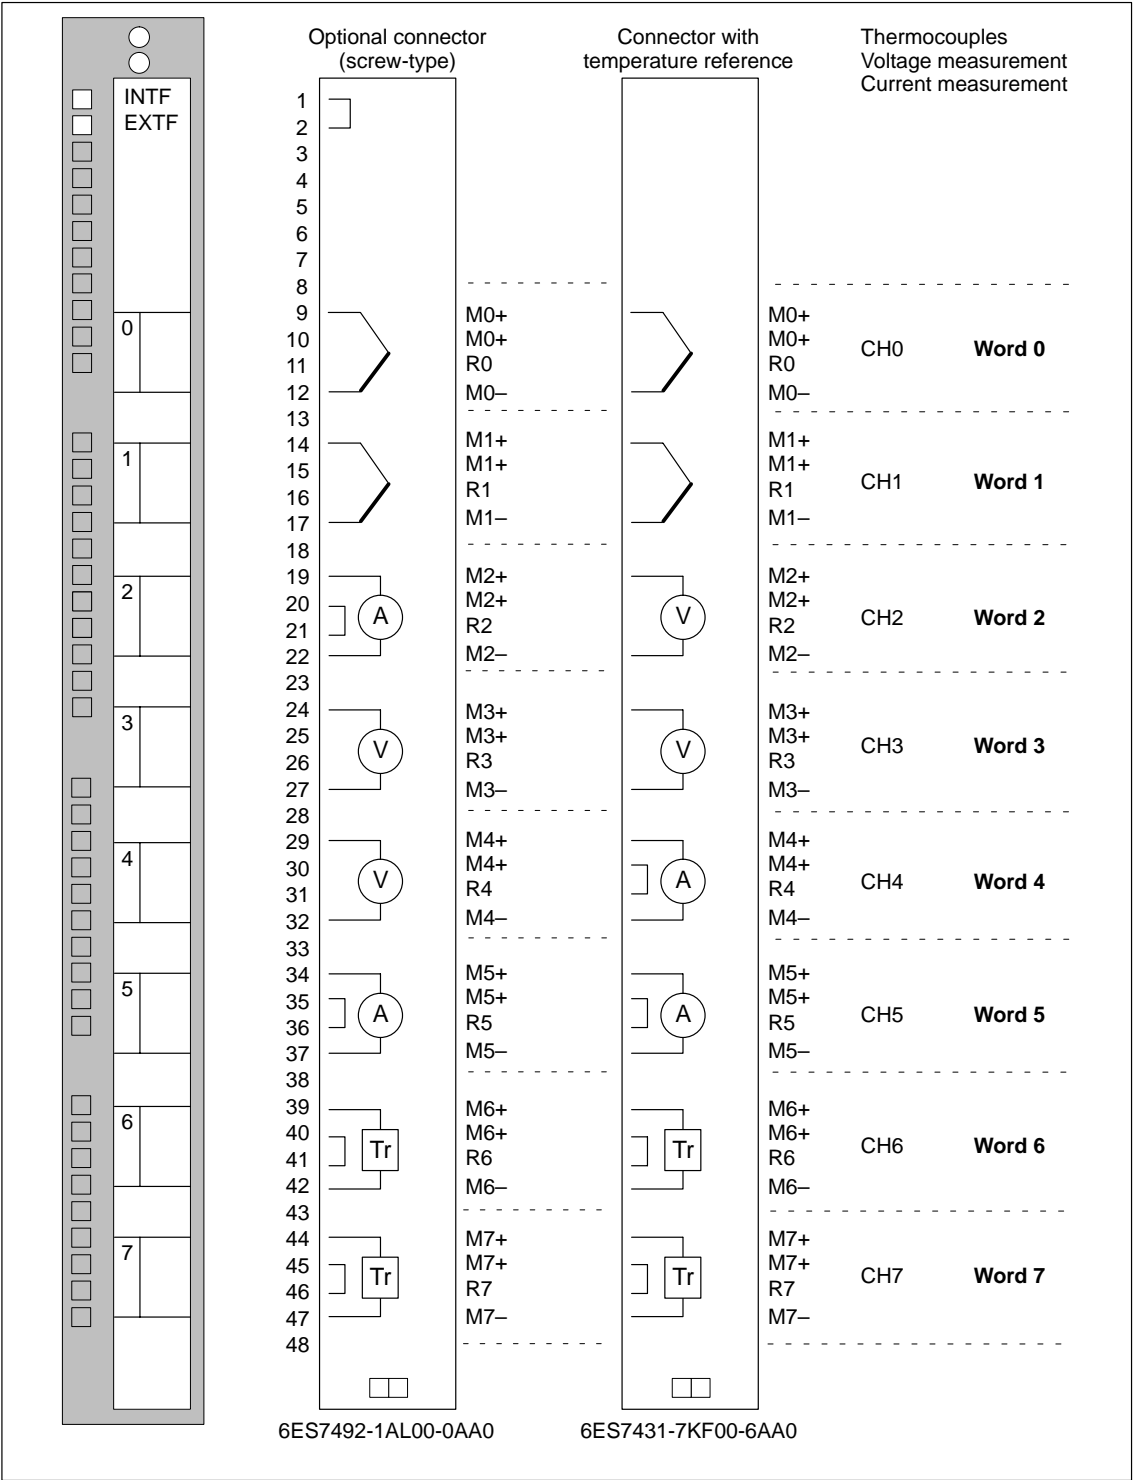 Optional connector
(screw-type)
Connector with
temperature reference
Thermocouples
Voltage measurement
Current measurement
INTF
EXTF
1
2
3
4
5
6
7
8
9 M0+ M0+
0
10 M0+ M0+
11 R0 R0 CH0 Word 0
12 M0– M0–
13
14 M1+ M1+
1
15 M1+ M1+
16 R1 R1 CH1 Word 1
17 M1– M1–
18
19 M2+ M2+
2
20 A M2+ V M2+
21 R2 R2 CH2 Word 2
22 M2– M2–
23
24 M3+ M3+
3
25 V M3+ V M3+
26 R3 R3 CH3 Word 3
27 M3– M3–
28
29 M4+ M4+
4
30 V M4+ A M4+
31 R4 R4 CH4 Word 4
32 M4– M4–
33
34 M5+ M5+
5
35 A M5+ A M5+
36 R5 R5 CH5 Word 5
37 M5– M5–
38
39 M6+ M6+
6
40 Tr M6+ Tr M6+
41 R6 R6 CH6 Word 6
42 M6– M6–
43
44 M7+ M7+
7
45 Tr M7+ Tr M7+
46 R7 R7 CH7 Word 7
47 M7– M7–
48
6ES7492-1AL00-0AA0
6ES7431-7KF00-6AA0